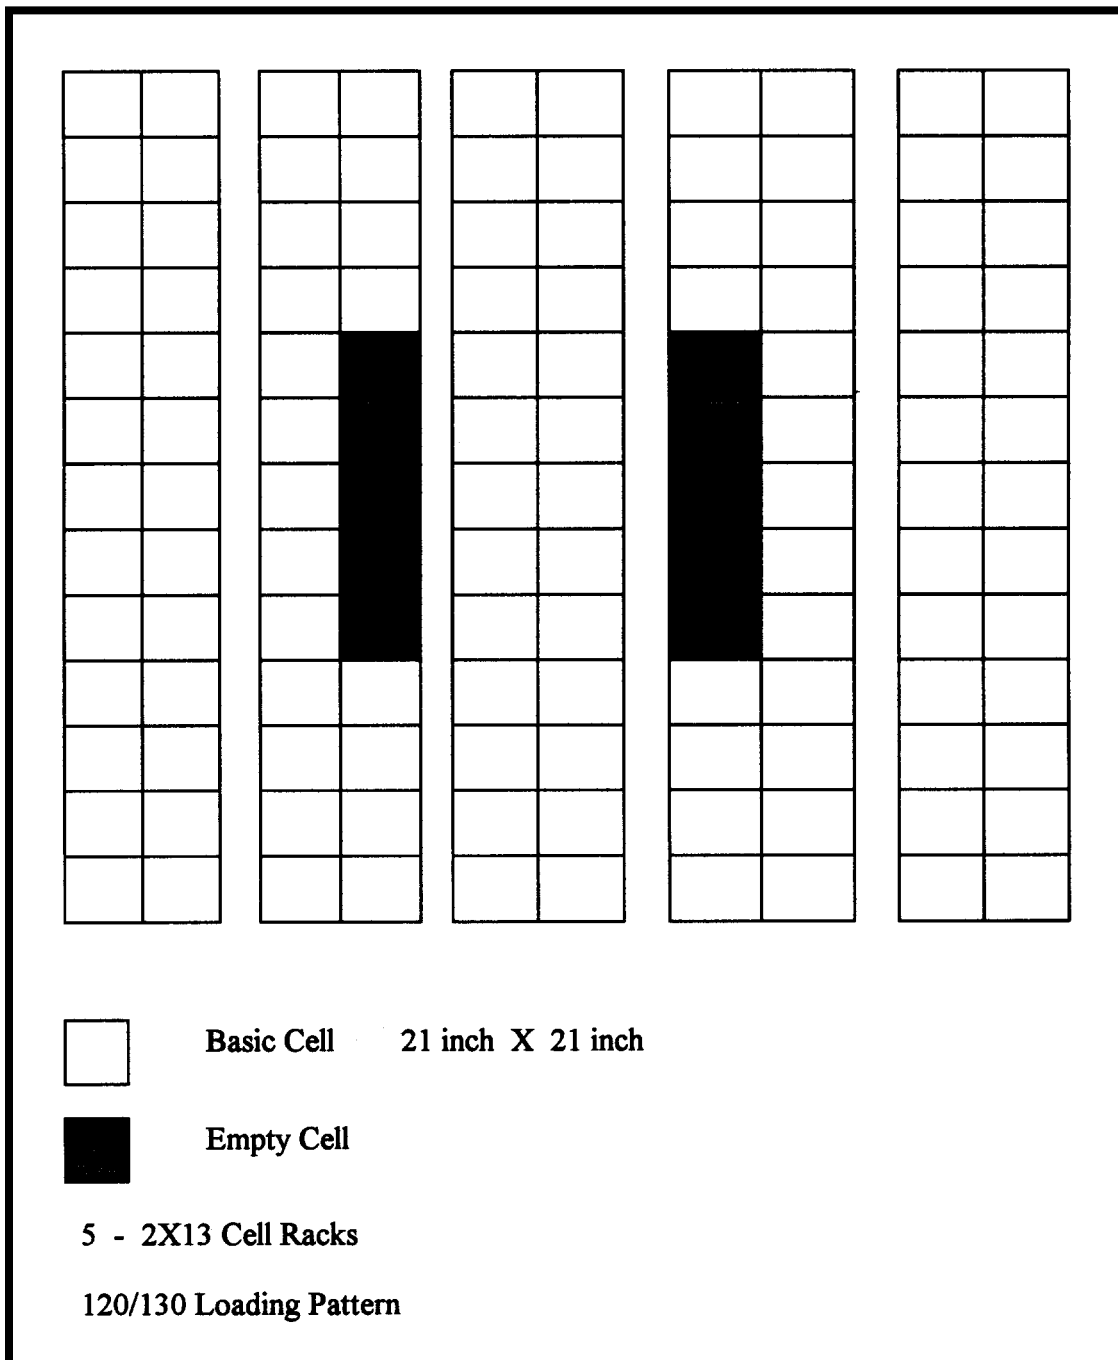 Basic Cell 21 inch X 21 inch
Empty Cell
5 - 2X13 Cell Racks
120/130 Loading Pattern